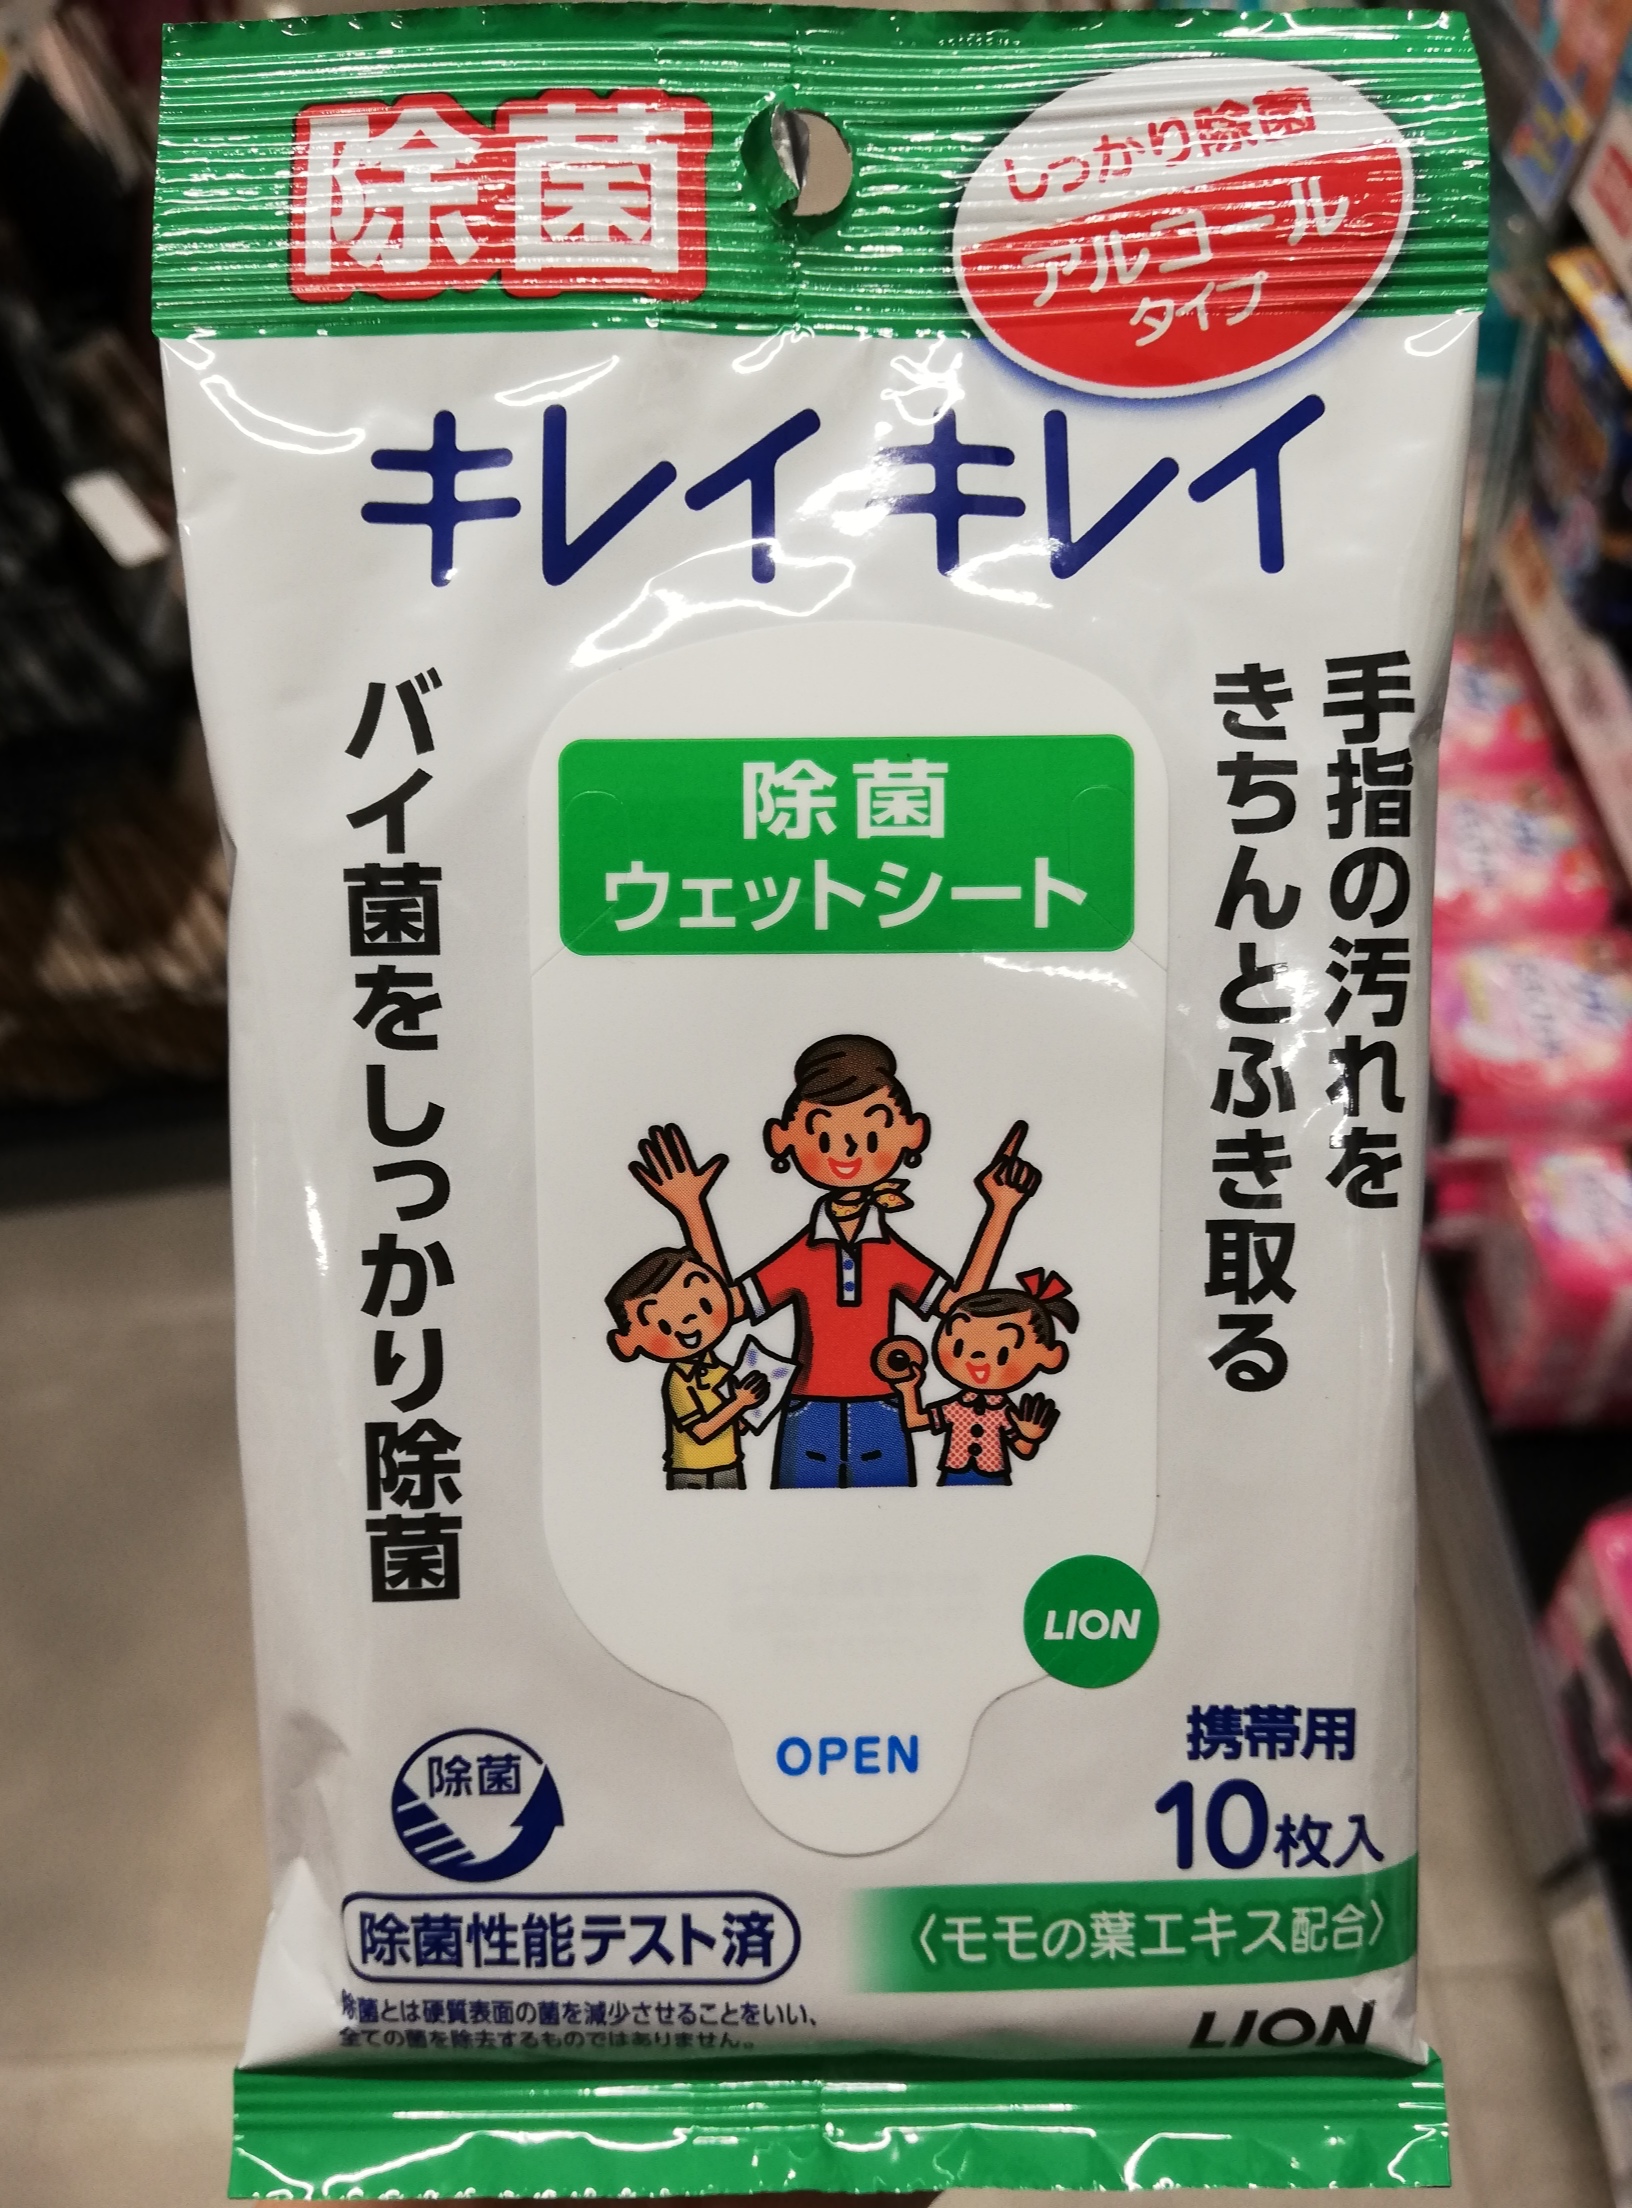 除菌
しっかり除菌
アルコール
タイプ
キレイキレイ
手指の汚れを
きちんとふき取る
バイ菌をしっかり除菌
除菌
ウェットシート
LION
OPEN
携帯用
10枚入
除菌
除菌性能テスト済
〈モモの葉エキス配合〉
除菌とは硬質表面の菌を減少させることをいい、
全ての菌を除去するものではありません。
LION